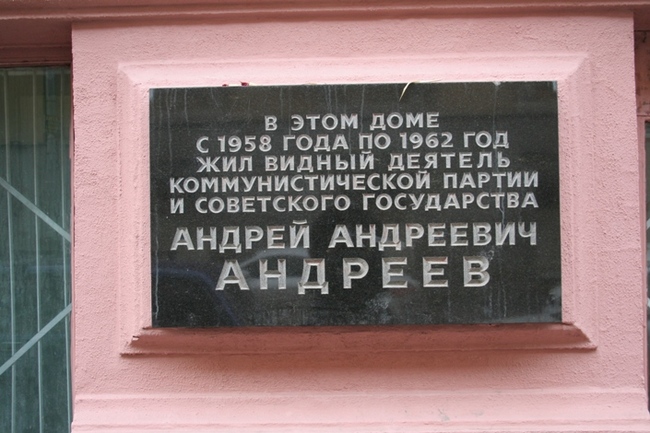 В ЭТОМ ДОМЕ
С 1958 ГОДА ПО 1962 ГОД
ЖИЛ ВИДНЫЙ ДЕЯТЕЛЬ
КОММУНИСТИЧЕСКОЙ ПАРТИИ
И СОВЕТСКОГО ГОСУДАРСТВА
АНДРЕЙ АНДРЕЕВИЧ
АНДРЕЕВ